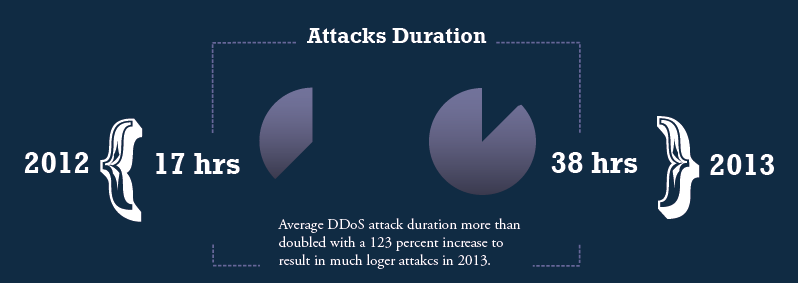 Attacks Duration
2012
17 hrs
38 hrs
2013
Average DDoS attack duration more than
doubled with a 123 percent increase to
result in much loger attakcs in 2013.